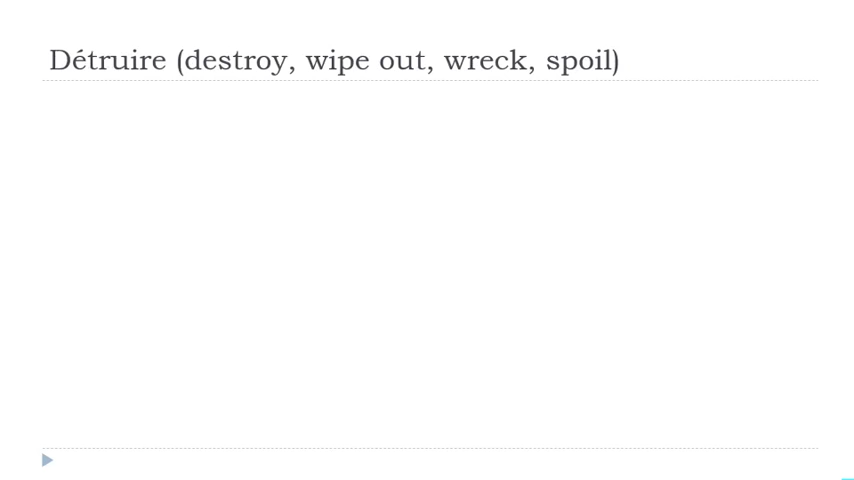 Détruire (destroy, wipe out, wreck, spoil)